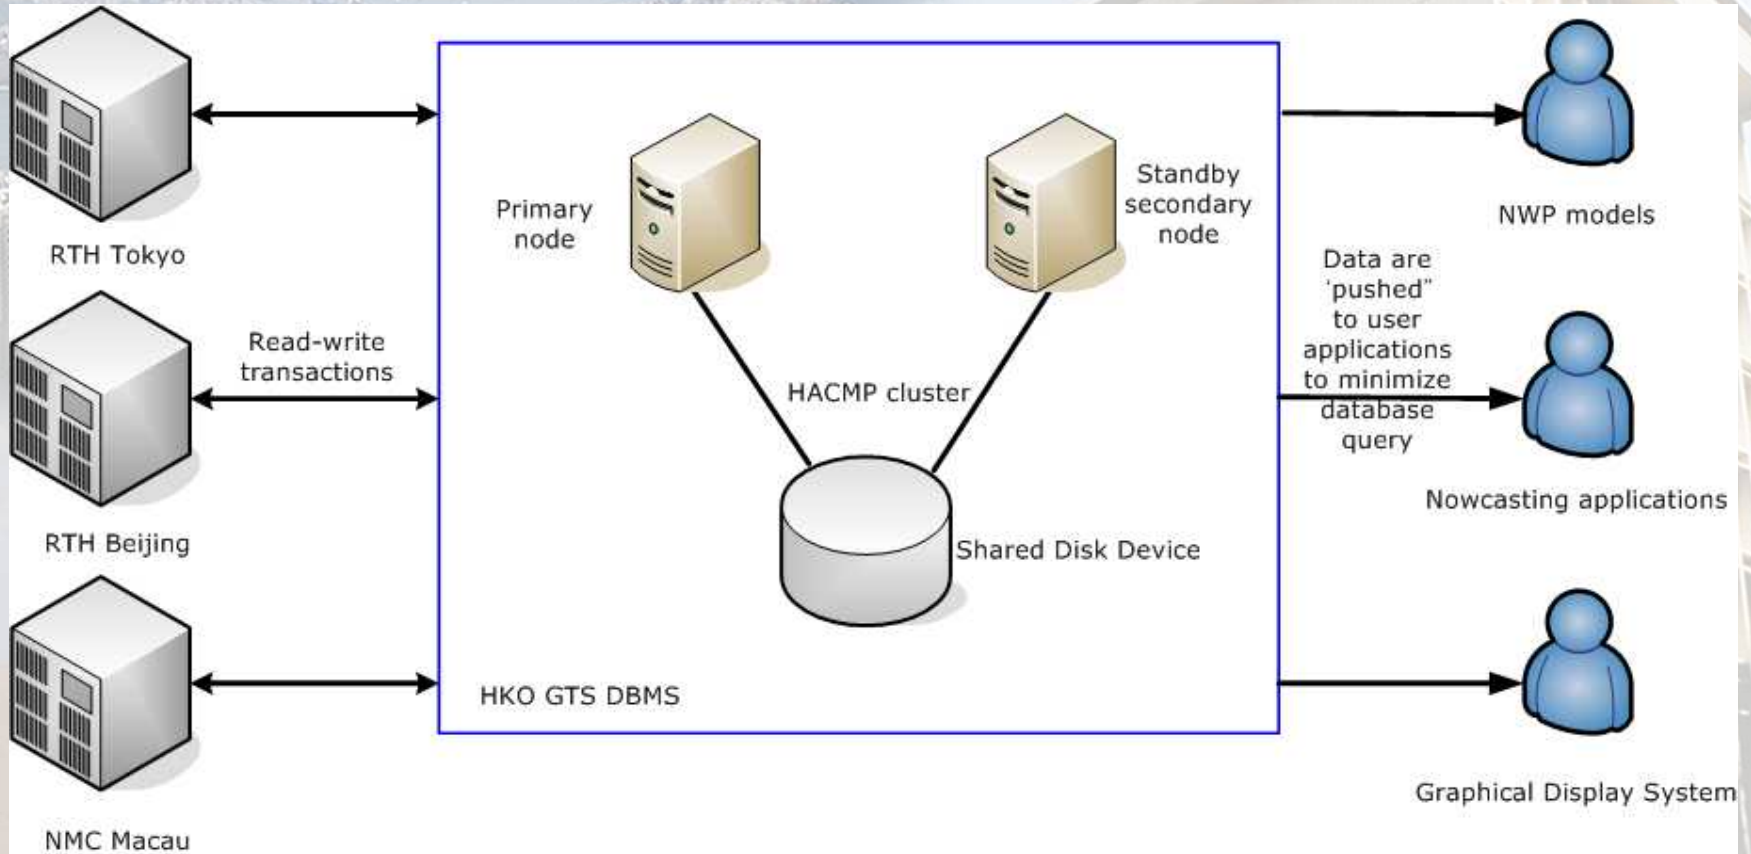 RTH Tokyo
Read-write
transactions
RTH Beijing
NMC Macau
Primary
node
Standby
secondary
node
HACMP cluster
Shared Disk Device
HKO GTS DBMS
NWP models
Data are
'pushed"
to user
applications
to minimize
database
query
Nowcasting applications
Graphical Display System